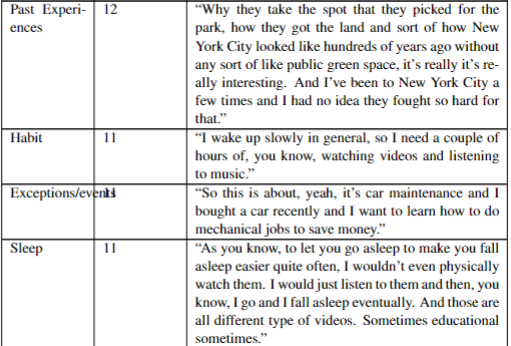 Past Experi- 12 “Why they take the spot that they picked for the
ences park, how they got the land and sort of how New
York City looked like hundreds of years ago without
any sort of like public green space, it’s really it’s re-
ally interesting. And I’ve been to New York City a
few times and I had no idea they fought so hard for
that.”
Habit 11 “I wake up slowly in general, so I need a couple of
hours of, you know, watching videos and listening
to music.”
Exceptions/events 11 “So this is about, yeah, it’s car maintenance and I
bought a car recently and I want to learn how to do
mechanical jobs to save money.”
Sleep 11 “As you know, to let you go asleep to make you fall
asleep easier quite often, I wouldn’t even physically
watch them. I would just listen to them and then, you
know, I go and I fall asleep eventually. And those are
all different type of videos. Sometimes educational
sometimes.”